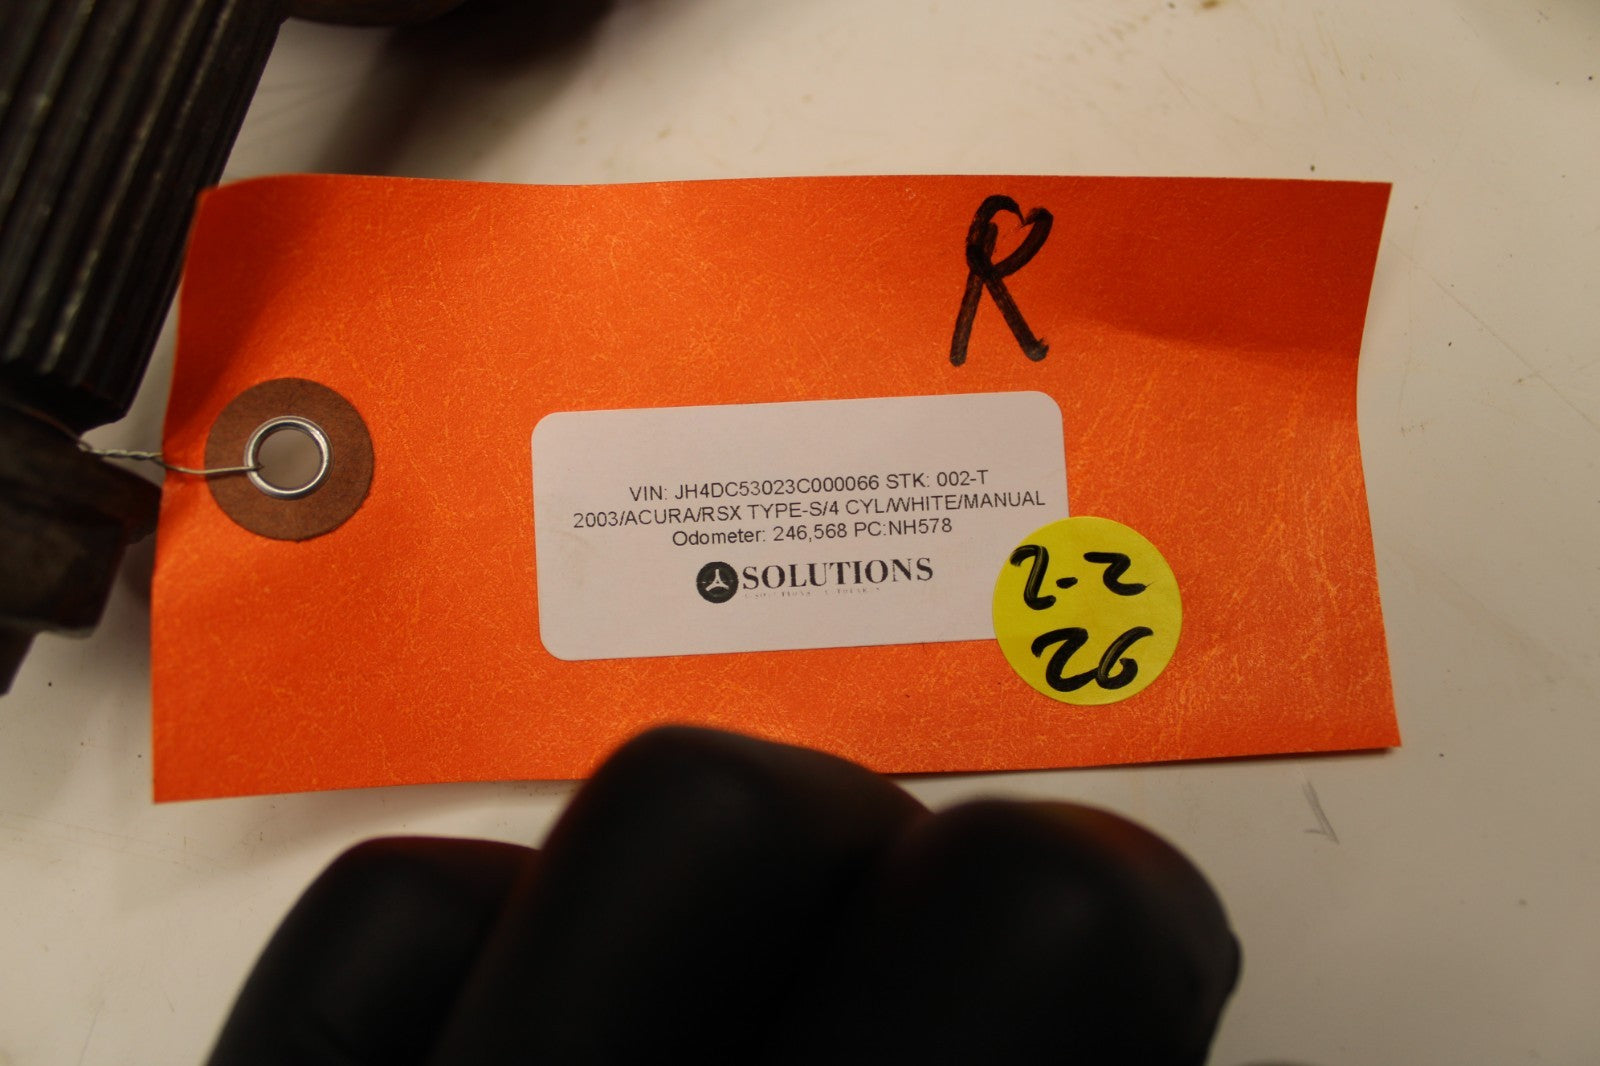 R
VIN: JH4DC53023C000066 STK: 002-T
2003/ACURA/RSX TYPE-S/4 CYL/WHITE/MANUAL
Odometer: 246,568 PC:NH578
SOLUTIONS
2-2
26